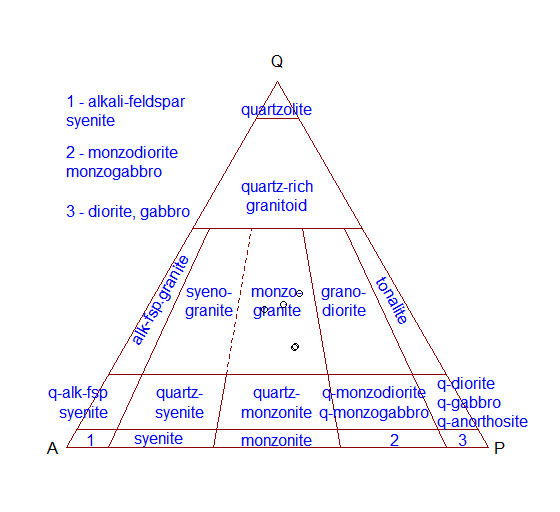 Q
1 - alkali-feldspar
syenite
quartzolite
2 - monzodiorite
monzogabbro
quartz-rich
granitoid
3 - diorite, gabbro
alk-fsp.granite
syeno-
granite
monzo-
granite
grano-
diorite
tonalite
q-alk-fsp
syenite
quartz-
syenite
quartz-
monzonite
q-monzodiorite
q-monzogabbro
q-diorite
q-gabbro
q-anorthosite
A
1
syenite
monzonite
2
3
P